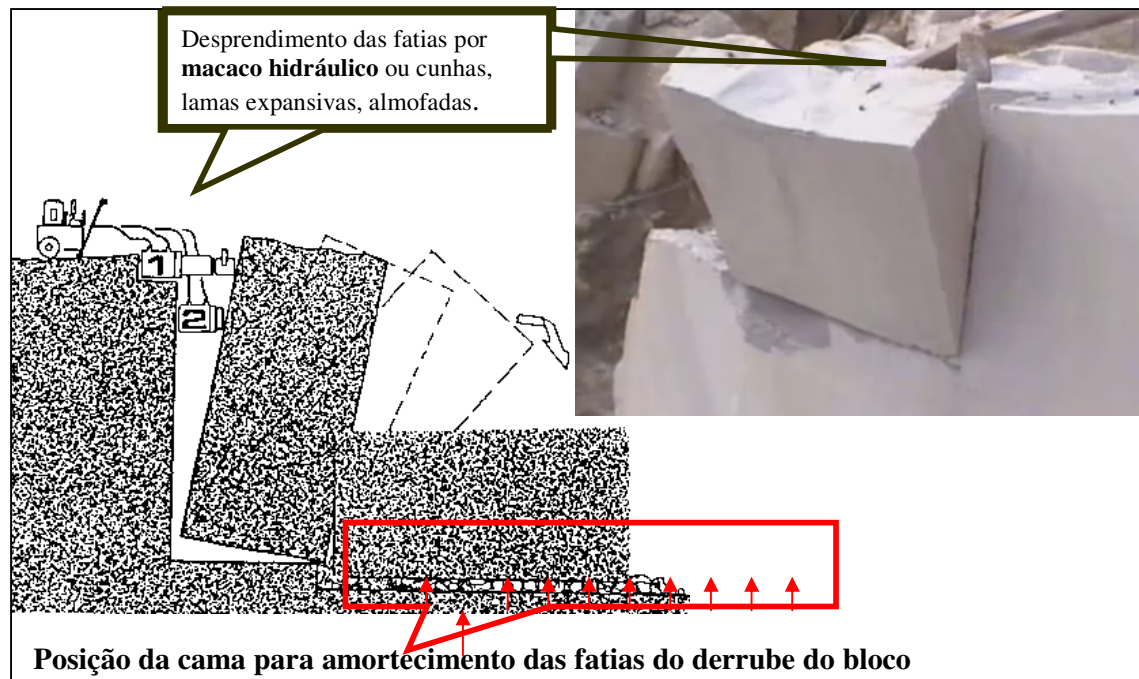 Desprendimento das fatias por
macaco hidráulico ou cunhas,
lamas expansivas, almofadas.
1
2
Posição da cama para amortecimento das fatias do derrube do bloco